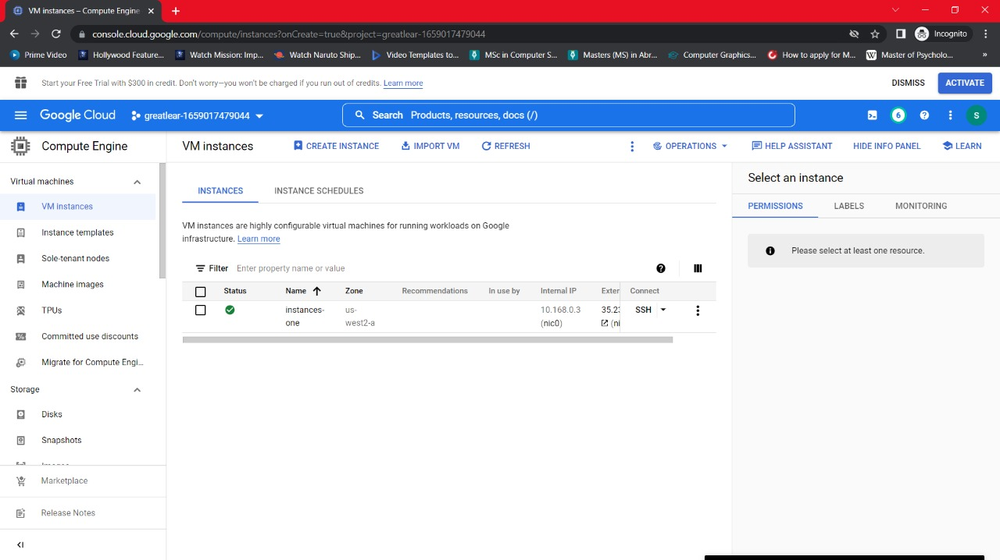 VM instances – Compute Engine
console.cloud.google.com/compute/instances?onCreate=true&project=greatlear-1659017479044
Incognito
Prime Video
Hollywood Feature...
Watch Mission: Imp...
Watch Naruto Ship...
Video Templates to...
MSc in Computer S...
Masters (MS) in Abr...
Computer Graphics...
How to apply for M...
Master of Psycholo...
»
Start your Free Trial with $300 in credit. Don't worry—you won't be charged if you run out of credits. Learn more
DISMISS
ACTIVATE
Google Cloud
greatlear-1659017479044
Search Products, resources, docs (/)
6
S
Compute Engine
VM instances
CREATE INSTANCE
IMPORT VM
REFRESH
OPERATIONS
HELP ASSISTANT
HIDE INFO PANEL
LEARN
Virtual machines
VM instances
Instance templates
Sole-tenant nodes
Machine images
TPUs
Committed use discounts
Migrate for Compute Engi...
Storage
Disks
Snapshots
Marketplace
Release Notes
INSTANCES
INSTANCE SCHEDULES
VM instances are highly configurable virtual machines for running workloads on Google
infrastructure. Learn more
Filter Enter property name or value
Status Name Zone Recommendations In use by Internal IP Exter Connect
instances-
one
us-
west2-a
10.168.0.3
(nic0)
35.23
(ni
SSH
Select an instance
PERMISSIONS
LABELS
MONITORING
Please select at least one resource.